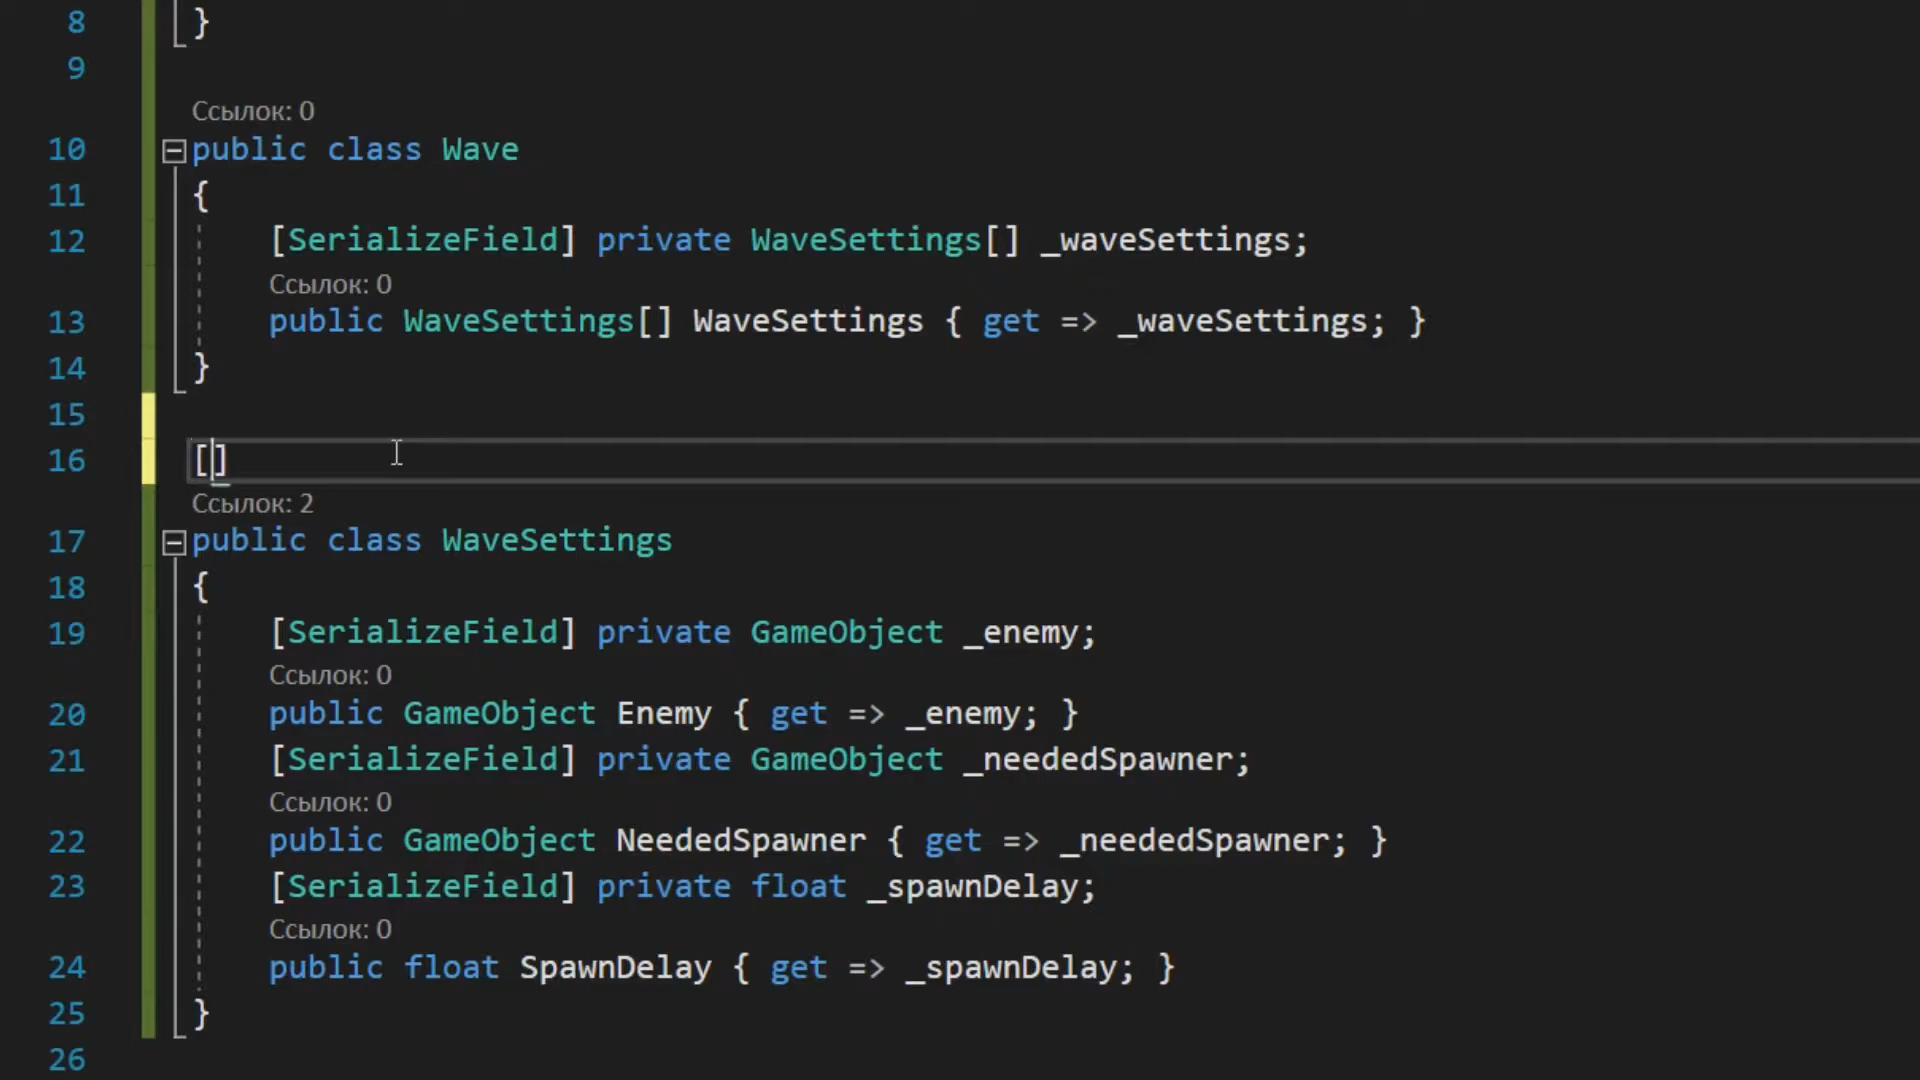 8 }
9
Ссылок: 0
10 public class Wave
11 {
12 [SerializeField] private WaveSettings[] _waveSettings;
Ссылок: 0
13 public WaveSettings[] WaveSettings { get => _waveSettings; }
14 }
15
16 []
Ссылок: 2
17 public class WaveSettings
18 {
19 [SerializeField] private GameObject _enemy;
Ссылок: 0
20 public GameObject Enemy { get => _enemy; }
21 [SerializeField] private GameObject _neededSpawner;
Ссылок: 0
22 public GameObject NeededSpawner { get => _neededSpawner; }
23 [SerializeField] private float _spawnDelay;
Ссылок: 0
24 public float SpawnDelay { get => _spawnDelay; }
25 }
26